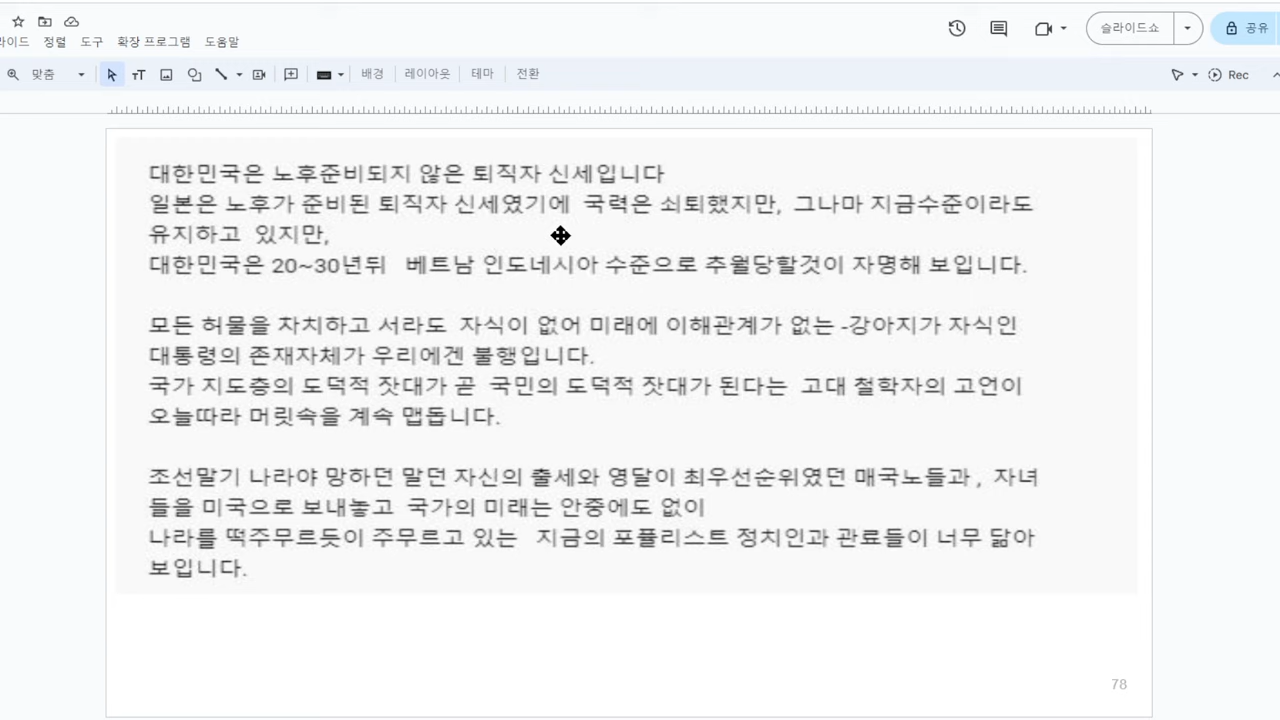 라이드 정렬 도구 확장 프로그램 도움말
슬라이드쇼
공유
맞춤
배경 레이아웃 테마 전환
Rec
대한민국은 노후준비되지 않은 퇴직자 신세입니다
일본은 노후가 준비된 퇴직자 신세였기에 국력은 쇠퇴했지만, 그나마 지금수준이라도
유지하고 있지만,
대한민국은 20~30년뒤 베트남 인도네시아 수준으로 추월당할것이 자명해 보입니다.
모든 허물을 차치하고 서라도 자식이 없어 미래에 이해관계가 없는 -강아지가 자식인
대통령의 존재자체가 우리에겐 불행입니다.
국가 지도층의 도덕적 잣대가 곧 국민의 도덕적 잣대가 된다는 고대 철학자의 고언이
오늘따라 머릿속을 계속 맵돕니다.
조선말기 나라야 망하던 말던 자신의 출세와 영달이 최우선순위였던 매국노들과, 자녀
들을 미국으로 보내놓고 국가의 미래는 안중에도 없이
나라를 떡주무르듯이 주무르고 있는 지금의 포퓰리스트 정치인과 관료들이 너무 닮아
보입니다.
78